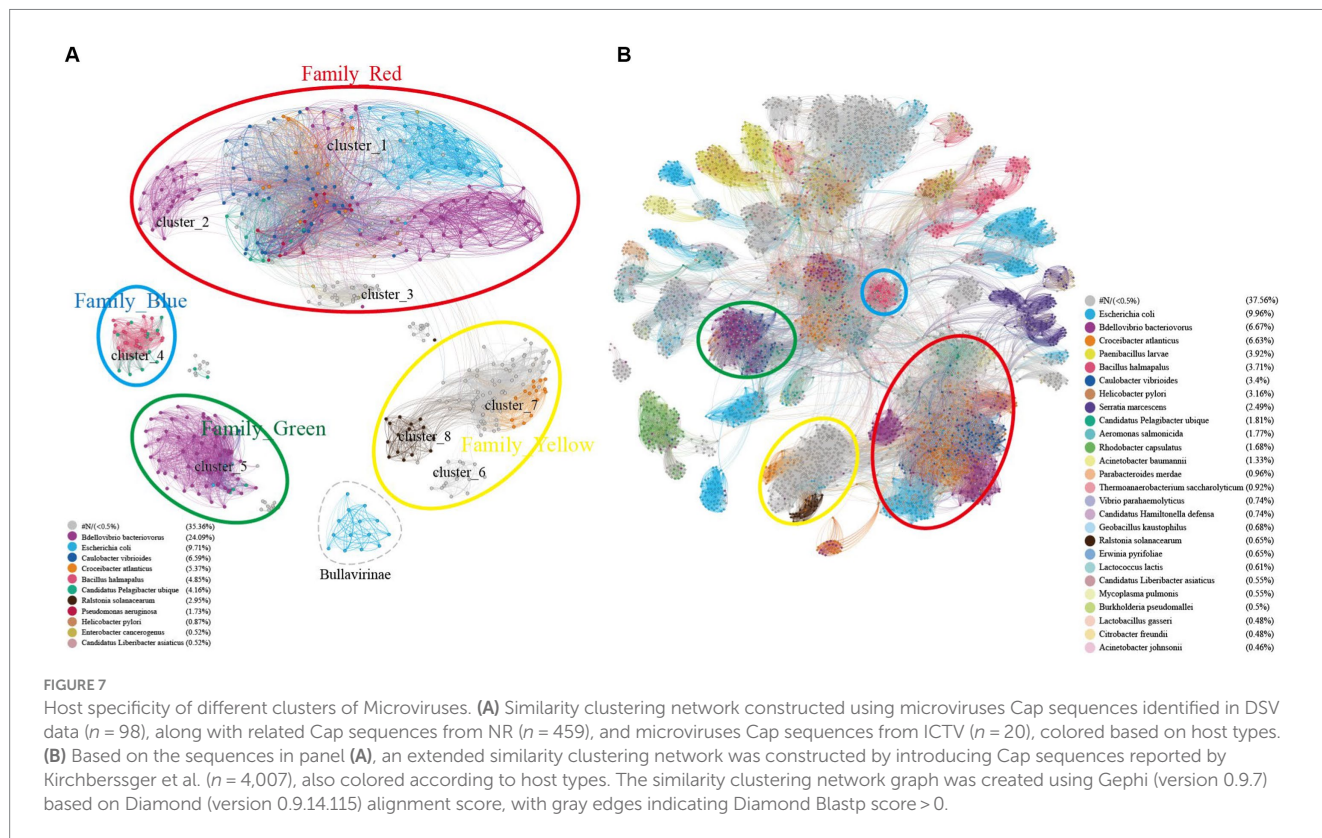 A
Family_Red
cluster_1
cluster_2
cluster_3
Family_Blue
cluster_4
Family_Green
cluster_5
cluster_7
cluster_8
Family_Yellow
cluster_6
Bullavirinae
#N/(<0.5%) (35.36%)
Bdellovibrio bacteriovorus (24.09%)
Escherichia coli (9.71%)
Caulobacter vibrioides (6.59%)
Croceibacter atlanticus (5.37%)
Bacillus halmapalus (4.85%)
Candidatus Pelagibacter ubique (4.16%)
Ralstonia solanacearum (2.95%)
Pseudomonas aeruginosa (1.73%)
Helicobacter pylori (0.87%)
Enterobacter cancerogenus (0.52%)
Candidatus Liberibacter asiaticus (0.52%)
B
#N/(<0.5%) (37.56%)
Escherichia coli (9.96%)
Bdellovibrio bacteriovorus (6.67%)
Croceibacter atlanticus (6.63%)
Paenibacillus larvae (3.92%)
Bacillus halmapalus (3.71%)
Caulobacter vibrioides (3.4%)
Helicobacter pylori (3.16%)
Serratia marcescens (2.49%)
Candidatus Pelagibacter ubique (1.81%)
Aeromonas salmonicida (1.77%)
Rhodobacter capsulatus (1.68%)
Acinetobacter baumannii (1.33%)
Parabacteroides merdae (0.96%)
Thermoanaerobacterium saccharolyticum (0.92%)
Vibrio parahaemolyticus (0.74%)
Candidatus Hamiltonella defensa (0.74%)
Geobacillus kaustophilus (0.68%)
Ralstonia solanacearum (0.65%)
Erwinia pyrifoliae (0.65%)
Lactococcus lactis (0.61%)
Candidatus Liberibacter asiaticus (0.55%)
Mycoplasma pulmonis (0.55%)
Burkholderia pseudomallei (0.5%)
Lactobacillus gasseri (0.48%)
Citrobacter freundii (0.48%)
Acinetobacter johnsonii (0.46%)
FIGURE 7
Host specificity of different clusters of Microviruses. (A) Similarity clustering network constructed using microviruses Cap sequences identified in DSV
data (n = 98), along with related Cap sequences from NR (n = 459), and microviruses Cap sequences from ICTV (n = 20), colored based on host types.
(B) Based on the sequences in panel (A), an extended similarity clustering network was constructed by introducing Cap sequences reported by
Kirchberssger et al. (n = 4,007), also colored according to host types. The similarity clustering network graph was created using Gephi (version 0.9.7)
based on Diamond (version 0.9.14.115) alignment score, with gray edges indicating Diamond Blastp score > 0.